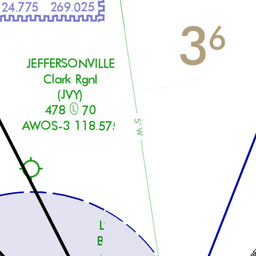 24.775 269.025
3⁶
JEFFERSONVILLE
Clark Rgnl
(JVY)
478 Ⓛ 70
AWOS-3 118.575
5°W
L
B